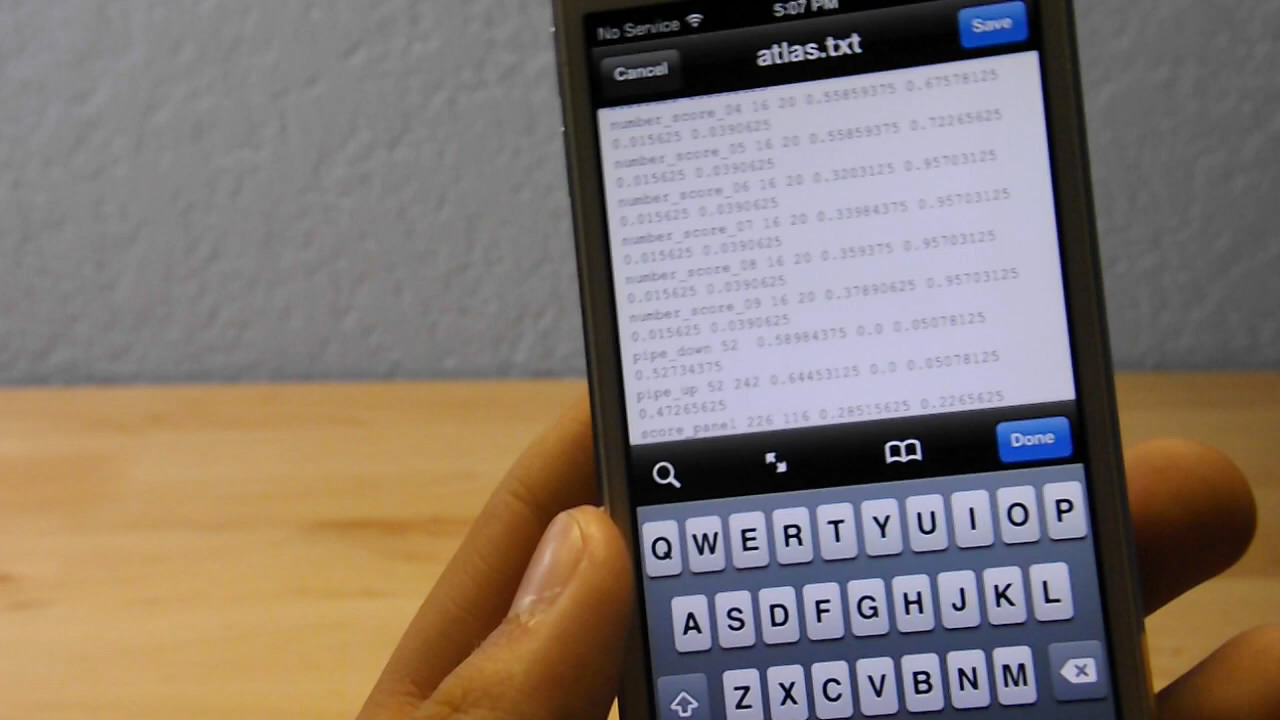 No Service 5:07 PM
Cancel atlas.txt Save
number_score_04 16 20 0.55859375 0.67578125
0.015625 0.0390625
number_score_05 16 20 0.55859375 0.72265625
0.015625 0.0390625
number_score_06 16 20 0.3203125 0.95703125
0.015625 0.0390625
number_score_07 16 20 0.33984375 0.95703125
0.015625 0.0390625
number_score_08 16 20 0.359375 0.95703125
0.015625 0.0390625
number_score_09 16 20 0.37890625 0.95703125
0.015625 0.0390625
pipe_down 52  0.58984375 0.0 0.05078125
0.52734375
pipe_up 52 242 0.64453125 0.0 0.05078125
0.47265625
score_panel 226 116 0.28515625 0.2265625
Done
Q W E R T Y U I O P
A S D F G H J K L
Z X C V B N M